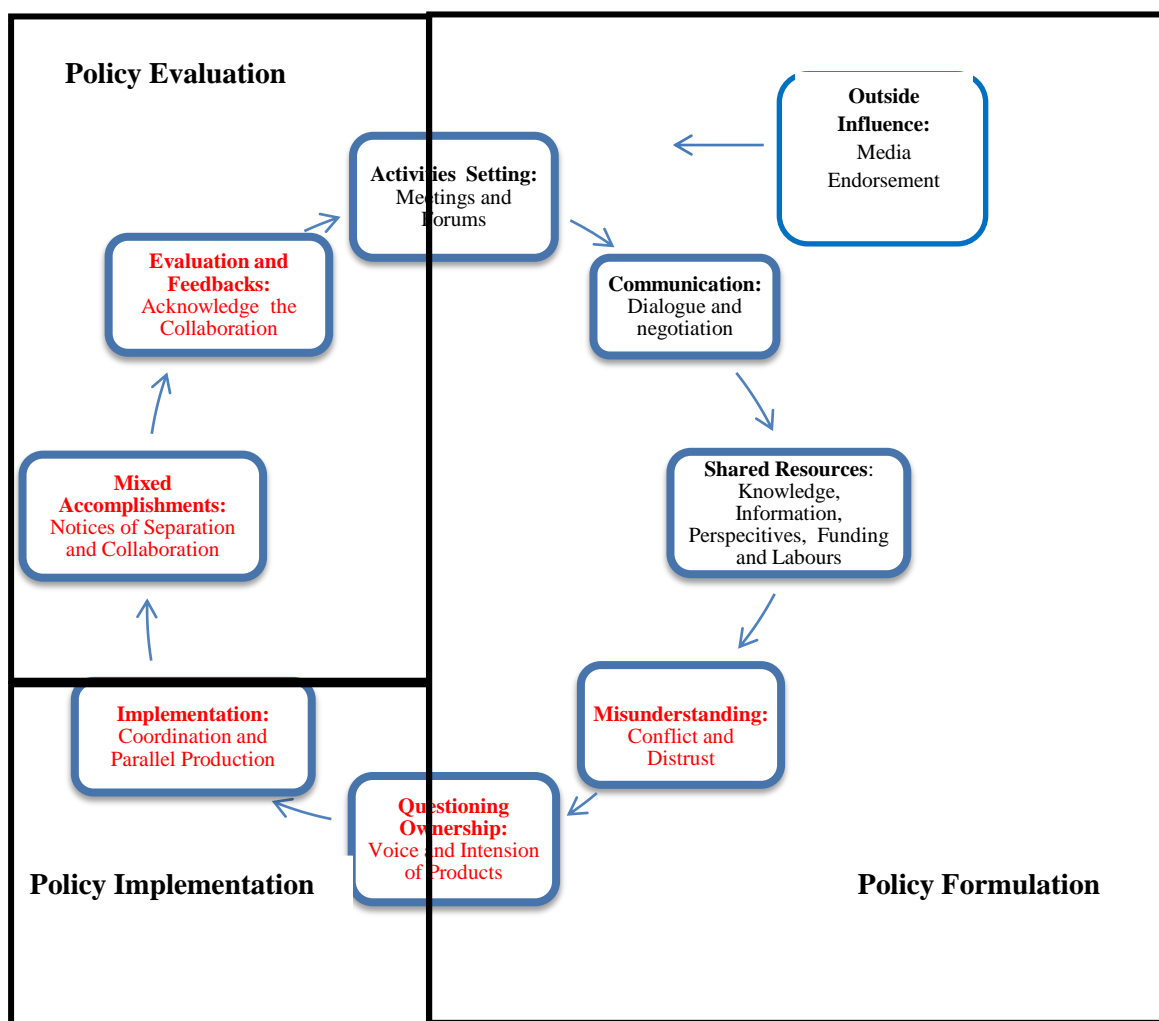 Policy Evaluation
Outside
Influence:
Media
Endorsement
Activities Setting:
Meetings and
Forums
Communication:
Dialogue and
negotiation
Shared Resources:
Knowledge,
Information,
Perspecitives, Funding
and Labours
Misunderstanding:
Conflict and
Distrust
Questioning
Ownership:
Voice and Intension
of Products
Implementation:
Coordination and
Parallel Production
Mixed
Accomplishments:
Notices of Separation
and Collaboration
Evaluation and
Feedbacks:
Acknowledge the
Collaboration
Policy Implementation
Policy Formulation